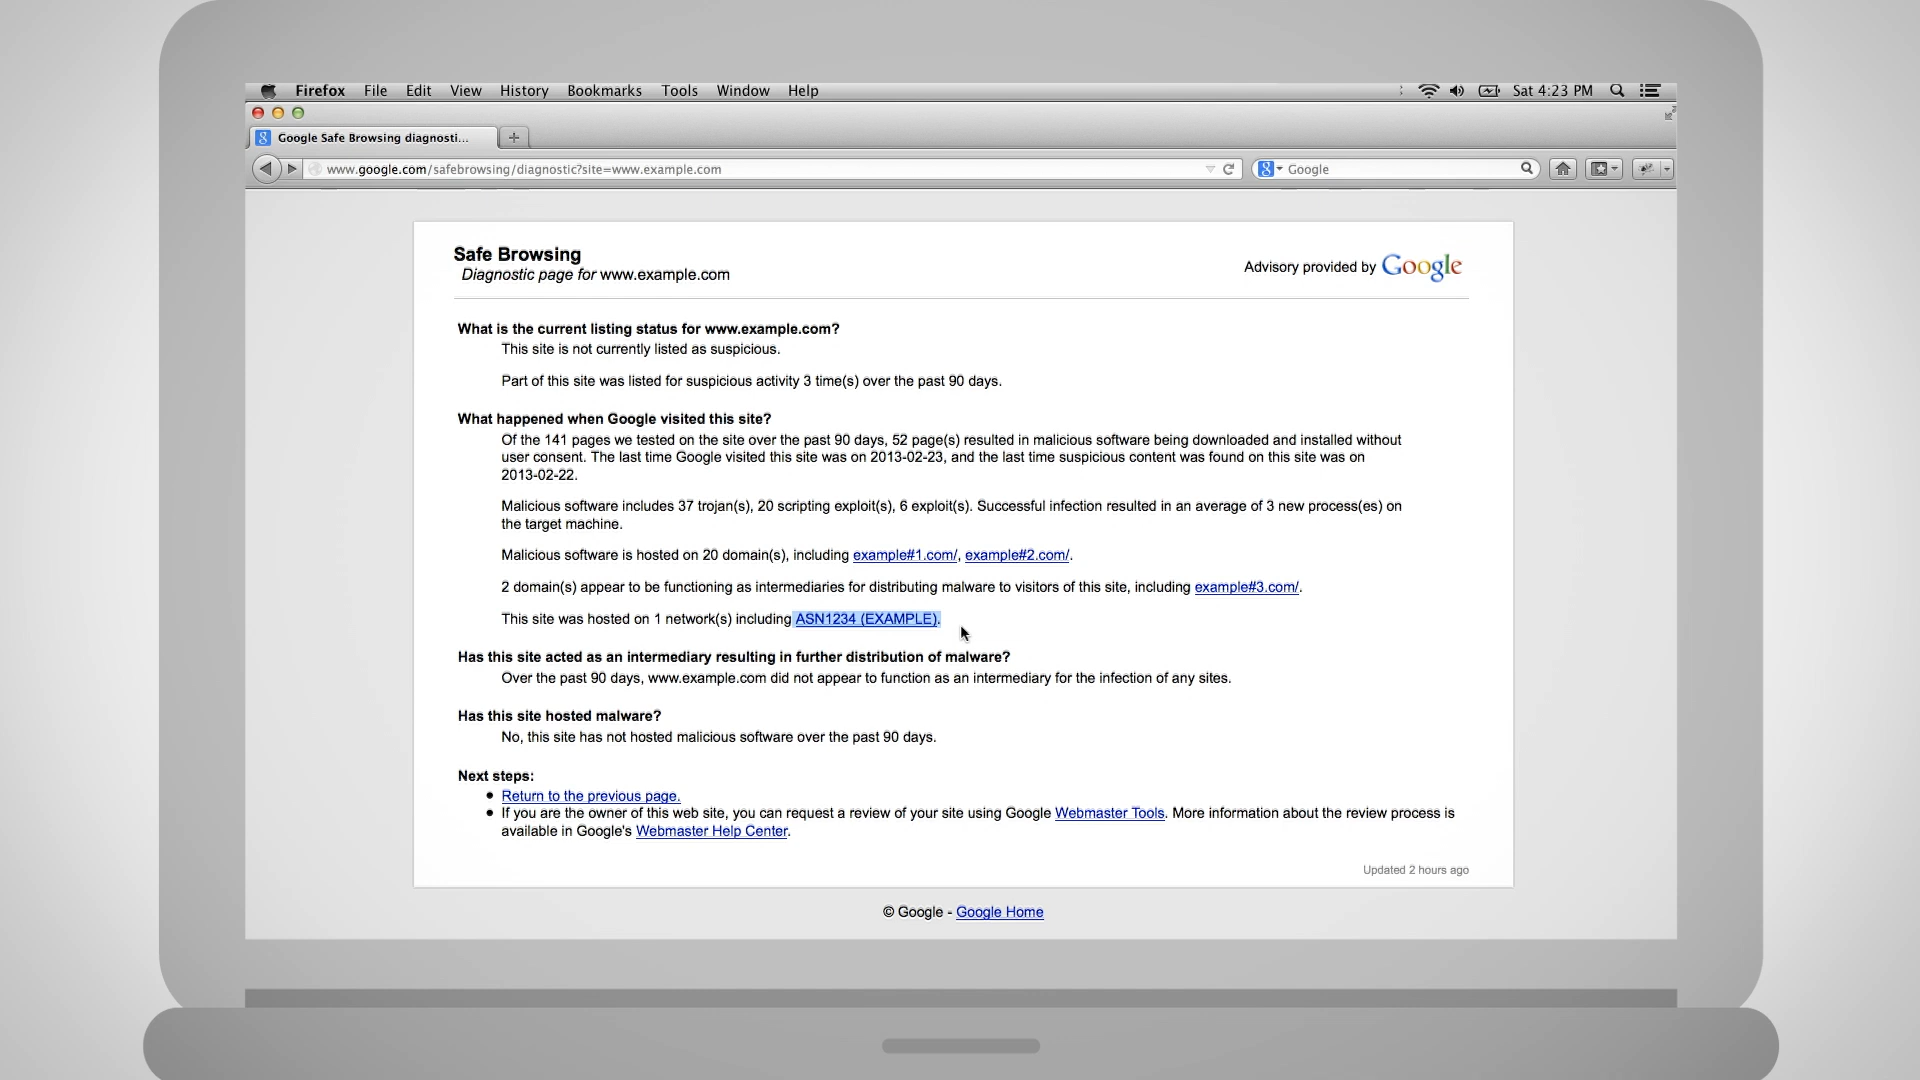 Firefox File Edit View History Bookmarks Tools Window Help Sat 4:23 PM
Google Safe Browsing diagnosti...
www.google.com/safebrowsing/diagnostic?site=www.example.com
Google
Safe Browsing
Diagnostic page for www.example.com
Advisory provided by Google
What is the current listing status for www.example.com?
This site is not currently listed as suspicious.
Part of this site was listed for suspicious activity 3 time(s) over the past 90 days.
What happened when Google visited this site?
Of the 141 pages we tested on the site over the past 90 days, 52 page(s) resulted in malicious software being downloaded and installed without
user consent. The last time Google visited this site was on 2013-02-23, and the last time suspicious content was found on this site was on
2013-02-22.
Malicious software includes 37 trojan(s), 20 scripting exploit(s), 6 exploit(s). Successful infection resulted in an average of 3 new process(es) on
the target machine.
Malicious software is hosted on 20 domain(s), including example#1.com/, example#2.com/.
2 domain(s) appear to be functioning as intermediaries for distributing malware to visitors of this site, including example#3.com/.
This site was hosted on 1 network(s) including ASN1234 (EXAMPLE).
Has this site acted as an intermediary resulting in further distribution of malware?
Over the past 90 days, www.example.com did not appear to function as an intermediary for the infection of any sites.
Has this site hosted malware?
No, this site has not hosted malicious software over the past 90 days.
Next steps:
• Return to the previous page.
• If you are the owner of this web site, you can request a review of your site using Google Webmaster Tools. More information about the review process is
available in Google's Webmaster Help Center.
Updated 2 hours ago
© Google - Google Home